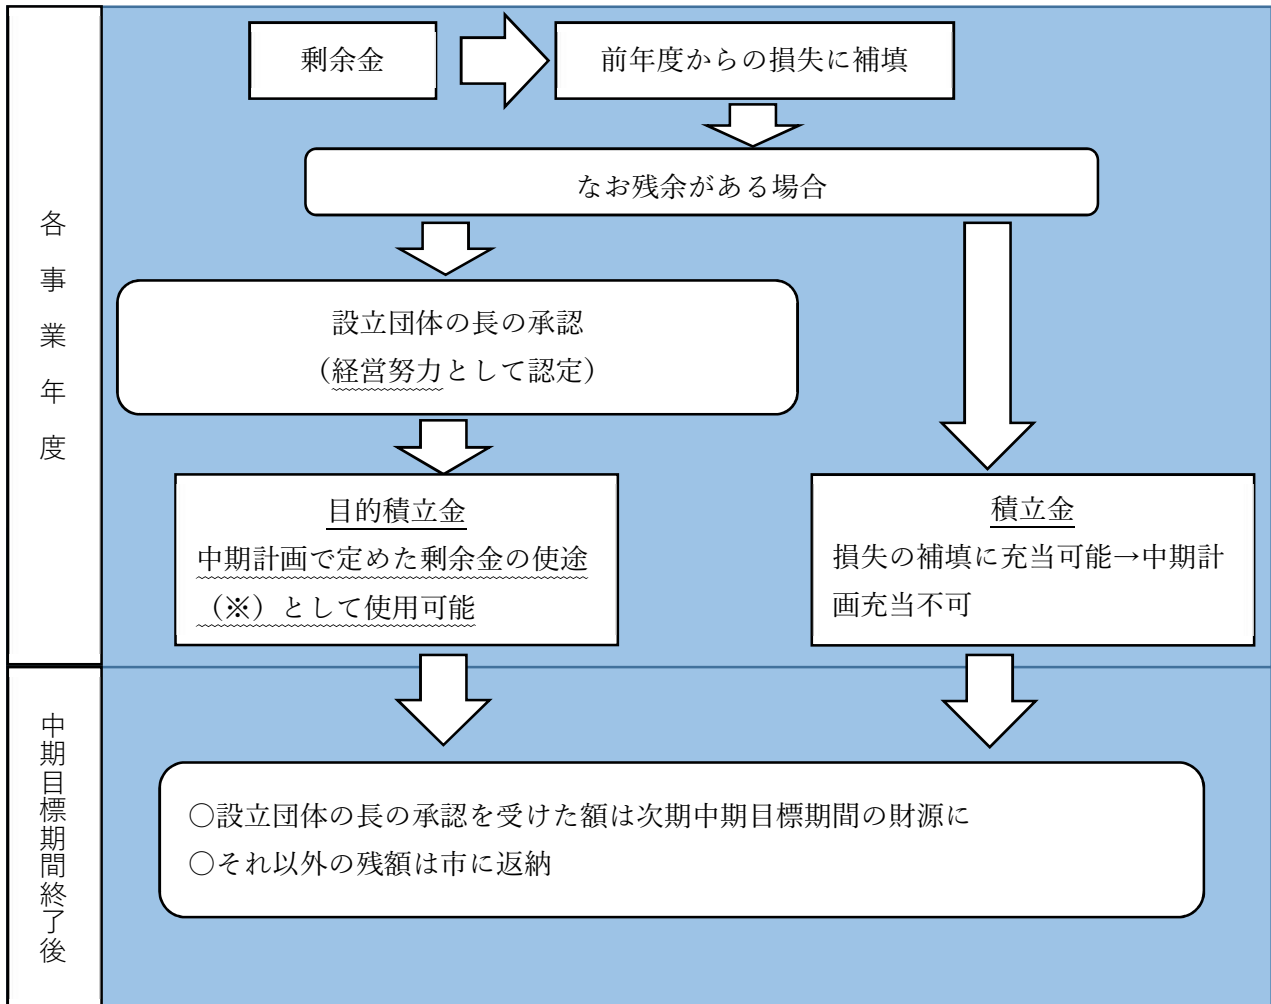 各事業年度
剰余金
前年度からの損失に補填
なお残余がある場合
設立団体の長の承認
（経営努力として認定）
目的積立金
中期計画で定めた剰余金の使途
（※）として使用可能
積立金
損失の補填に充当可能→中期計
画充当不可
中期目標期間終了後
○設立団体の長の承認を受けた額は次期中期目標期間の財源に
○それ以外の残額は市に返納